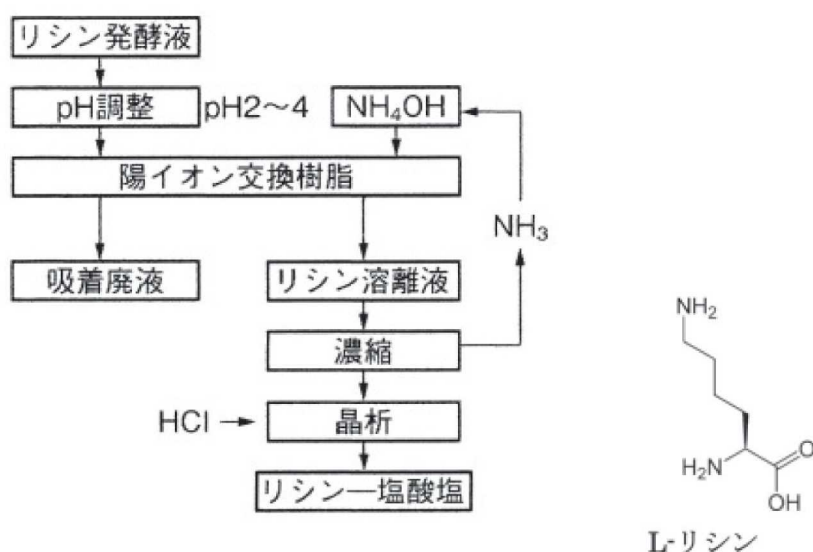 リシン発酵液
pH調整 pH2～4
NH₄OH
陽イオン交換樹脂
NH₃
吸着廃液
リシン溶離液
濃縮
HCl
晶析
リシン一塩酸塩
NH₂
H₂N
O
OH
L-リシン